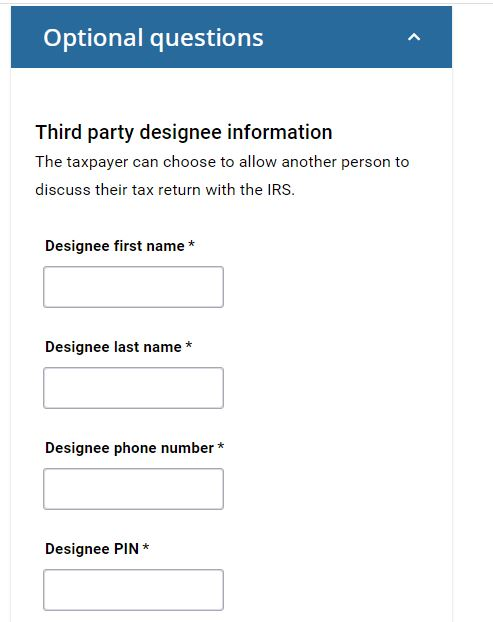 Optional questions
Third party designee information
The taxpayer can choose to allow another person to
discuss their tax return with the IRS.
Designee first name *
Designee last name *
Designee phone number *
Designee PIN *